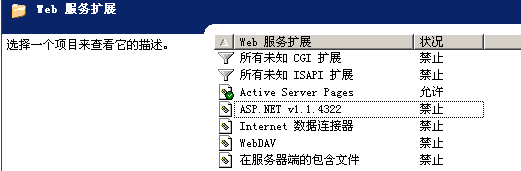 Web 服务扩展
选择一个项目来查看它的描述。
Web 服务扩展 状况
所有未知 CGI 扩展 禁止
所有未知 ISAPI 扩展 禁止
Active Server Pages 允许
ASP.NET v1.1.4322 禁止
Internet 数据连接器 禁止
WebDAV 禁止
在服务器端的包含文件 禁止